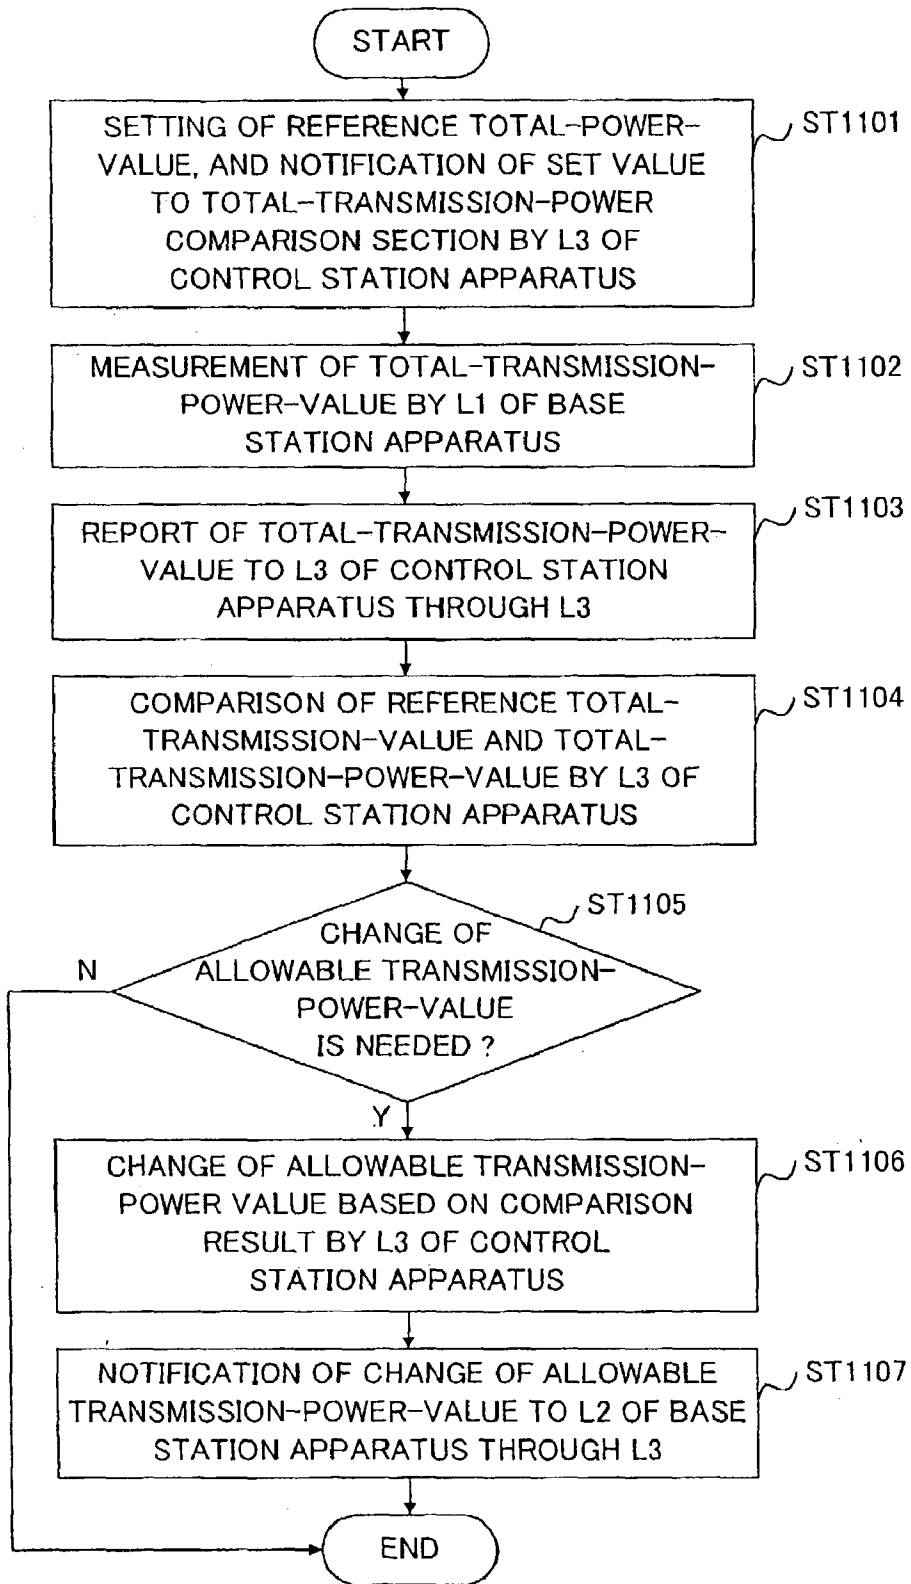 START
SETTING OF REFERENCE TOTAL-POWER-
VALUE, AND NOTIFICATION OF SET VALUE
TO TOTAL-TRANSMISSION-POWER
COMPARISON SECTION BY L3 OF
CONTROL STATION APPARATUS
ST1101
MEASUREMENT OF TOTAL-TRANSMISSION-
POWER-VALUE BY L1 OF BASE
STATION APPARATUS
ST1102
REPORT OF TOTAL-TRANSMISSION-POWER-
VALUE TO L3 OF CONTROL STATION
APPARATUS THROUGH L3
ST1103
COMPARISON OF REFERENCE TOTAL-
TRANSMISSION-VALUE AND TOTAL-
TRANSMISSION-POWER-VALUE BY L3 OF
CONTROL STATION APPARATUS
ST1104
CHANGE OF
ALLOWABLE TRANSMISSION-
POWER-VALUE
IS NEEDED ?
ST1105
N
Y
CHANGE OF ALLOWABLE TRANSMISSION-
POWER VALUE BASED ON COMPARISON
RESULT BY L3 OF CONTROL
STATION APPARATUS
ST1106
NOTIFICATION OF CHANGE OF ALLOWABLE
TRANSMISSION-POWER-VALUE TO L2 OF BASE
STATION APPARATUS THROUGH L3
ST1107
END